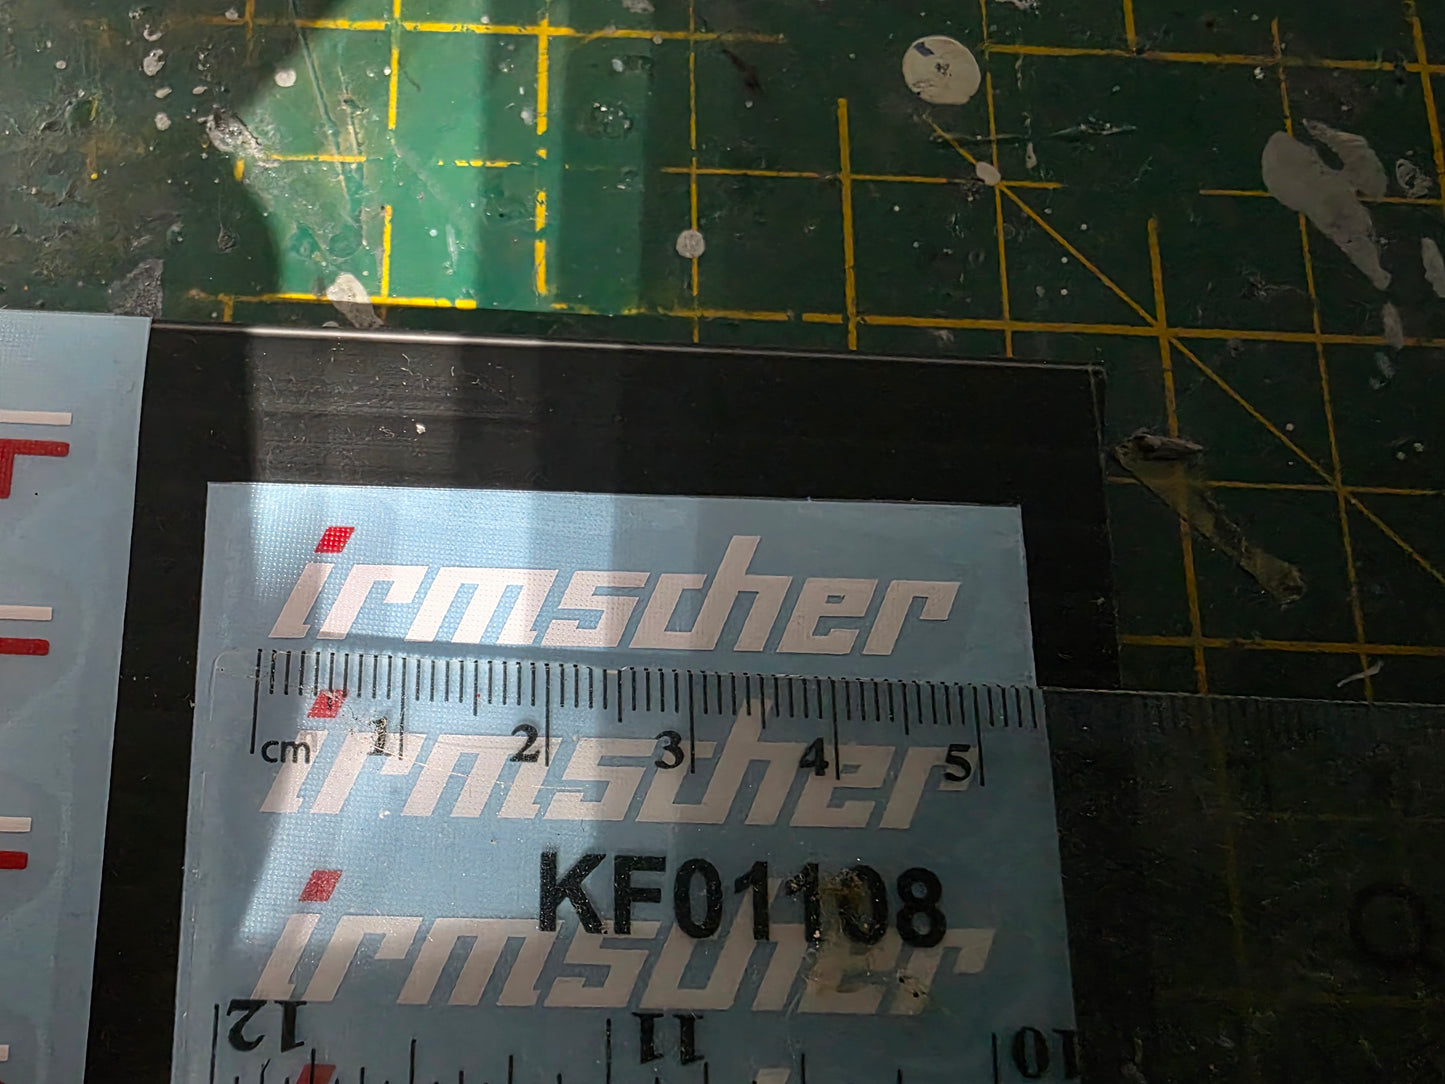 irmscher
cm 1 2 3 4 5
irmscher
KF01108
irmscher
12 11 10